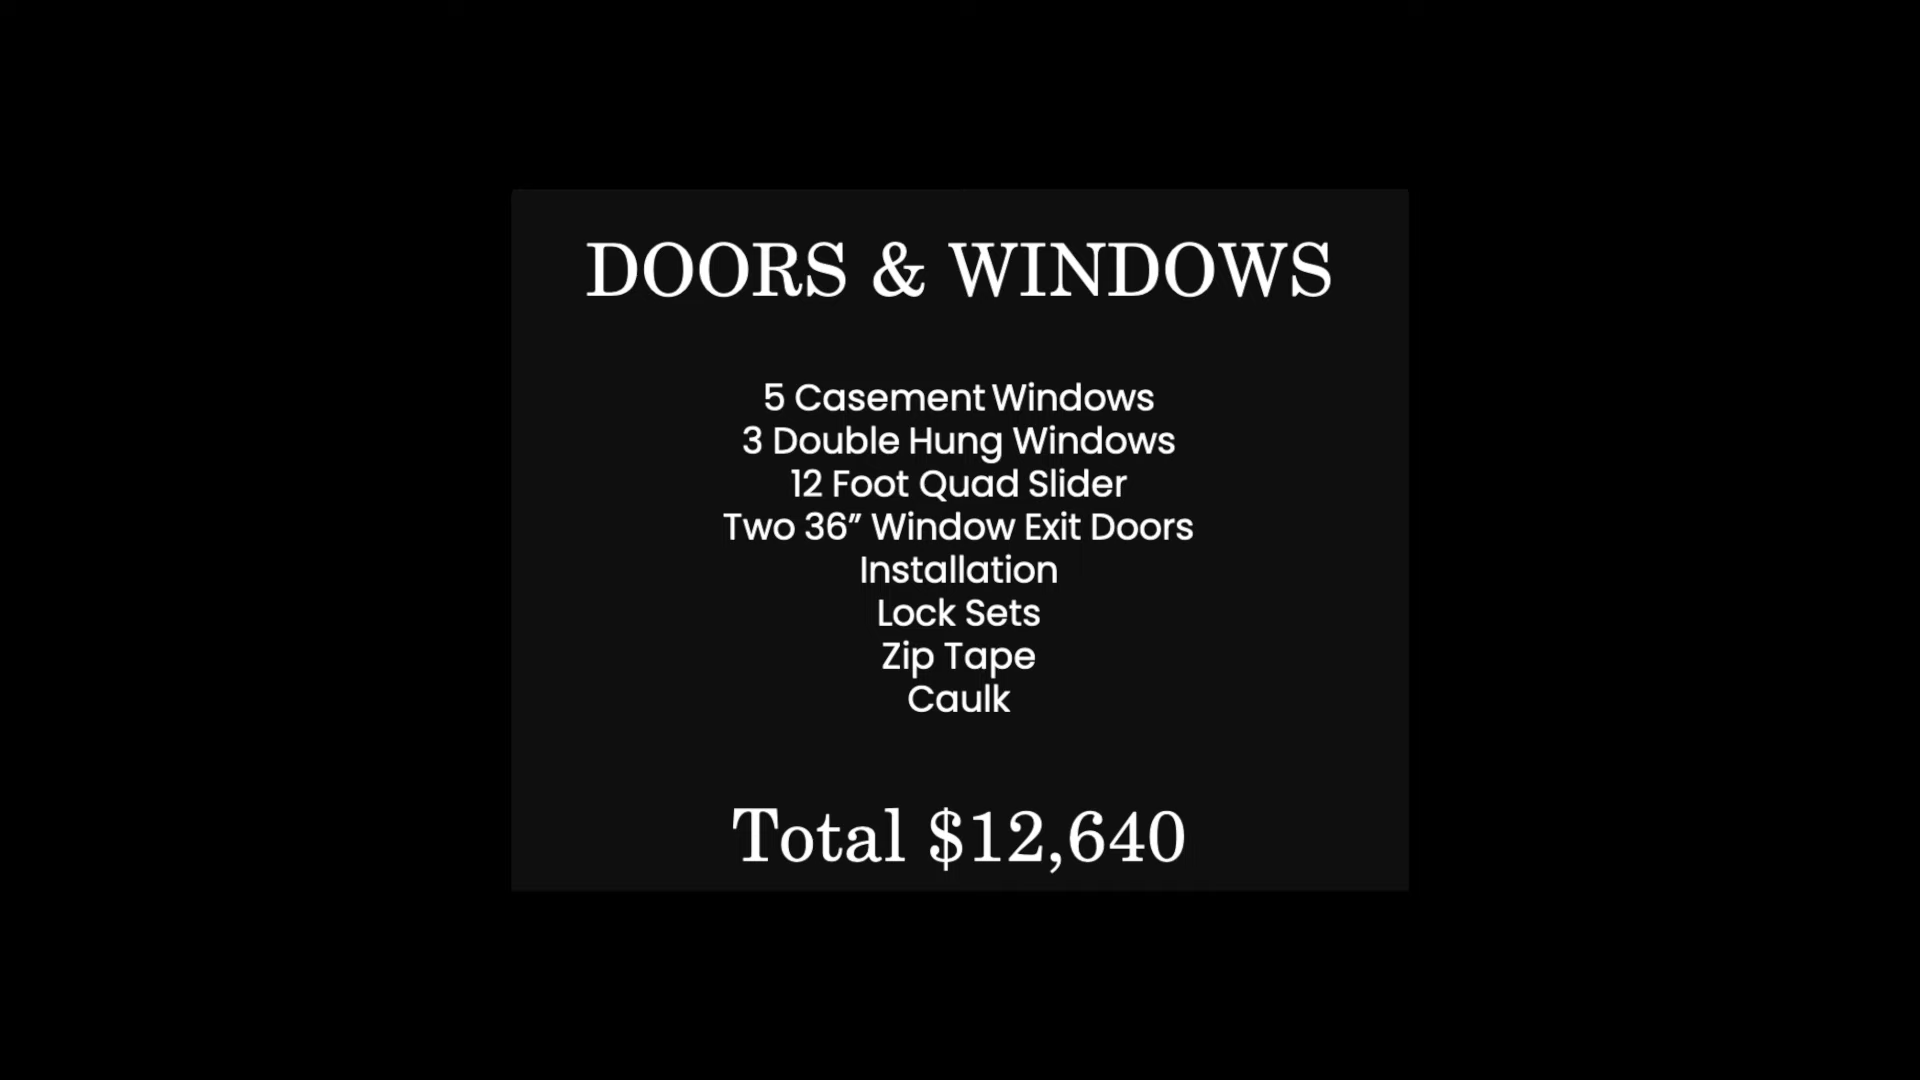 DOORS & WINDOWS
5 Casement Windows
3 Double Hung Windows
12 Foot Quad Slider
Two 36” Window Exit Doors
Installation
Lock Sets
Zip Tape
Caulk
Total $12,640